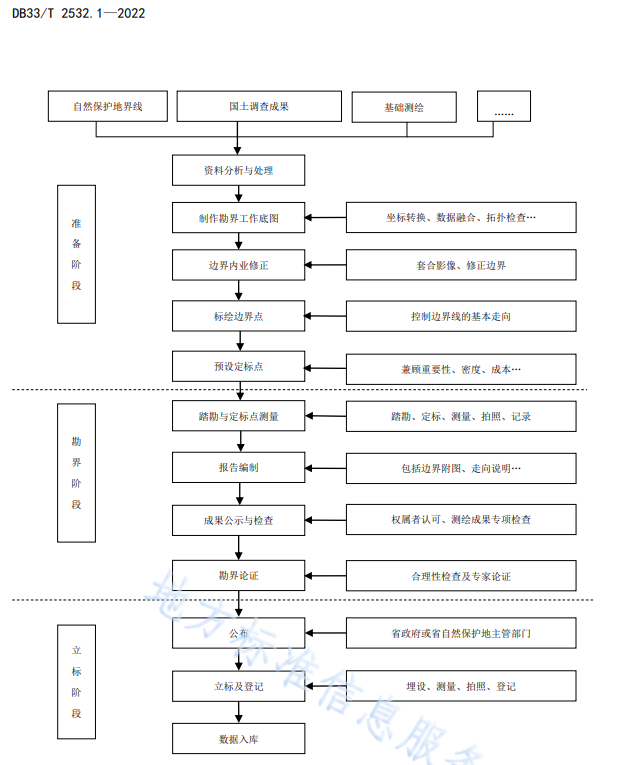 DB33/T 2532.1—2022
自然保护地界线
国土调查成果
基础测绘
......
资料分析与处理
准备阶段
制作勘界工作底图
坐标转换、数据融合、拓扑检查…
边界内业修正
套合影像、修正边界
标绘边界点
控制边界线的基本走向
预设定标点
兼顾重要性、密度、成本…
勘界阶段
踏勘与定标点测量
踏勘、定标、测量、拍照、记录
报告编制
包括边界附图、走向说明…
成果公示与检查
权属者认可、测绘成果专项检查
勘界论证
合理性检查及专家论证
立标阶段
公布
省政府或省自然保护地主管部门
立标及登记
埋设、测量、拍照、登记
数据入库
地方标准信息服务